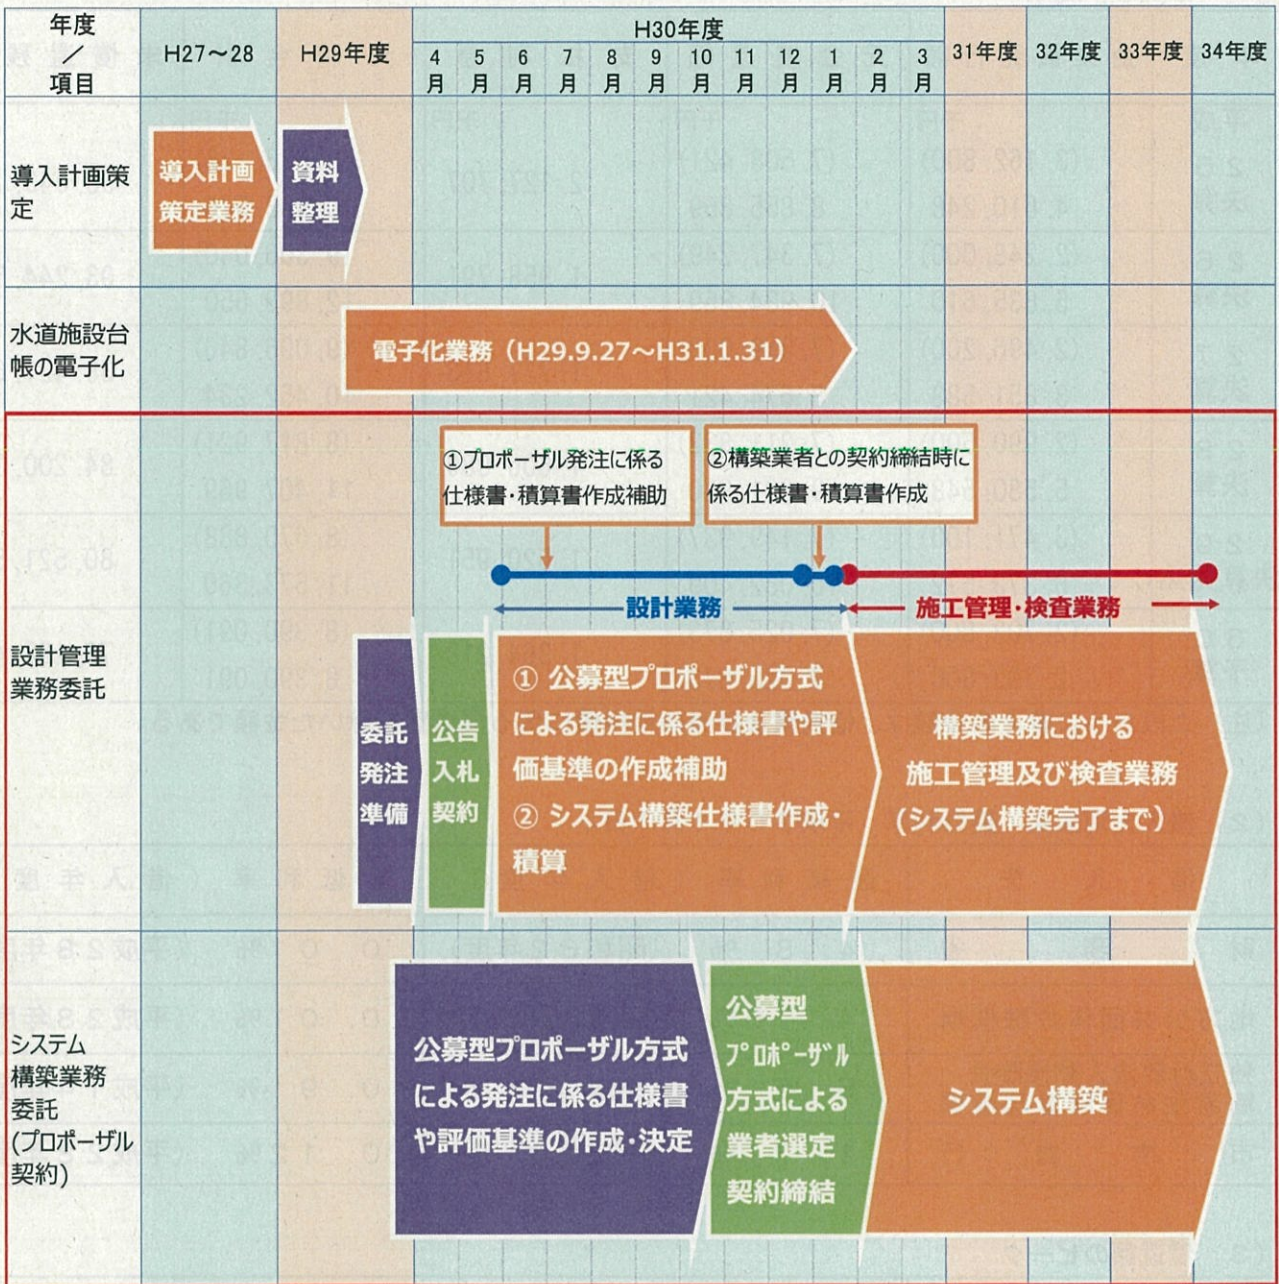 年度
／
項目
H27～28
H29年度
H30年度
4月
5月
6月
7月
8月
9月
10月
11月
12月
1月
2月
3月
31年度
32年度
33年度
34年度
導入計画策
定
導入計画
策定業務
資料
整理
水道施設台
帳の電子化
電子化業務（H29.9.27～H31.1.31）
①プロポーザル発注に係る
仕様書・積算書作成補助
②構築業者との契約締結時に
係る仕様書・積算書作成
設計業務
施工管理・検査業務
設計管理
業務委託
委託
発注
準備
公告
入札
契約
① 公募型プロポーザル方式
による発注に係る仕様書や評
価基準の作成補助
② システム構築仕様書作成・
積算
構築業務における
施工管理及び検査業務
(システム構築完了まで）
システム
構築業務
委託
(プロポーザル
契約)
公募型プロポーザル方式
による発注に係る仕様書
や評価基準の作成・決定
公募型
ﾌﾟﾛﾎﾟｰｻﾞﾙ
方式による
業者選定
契約締結
システム構築